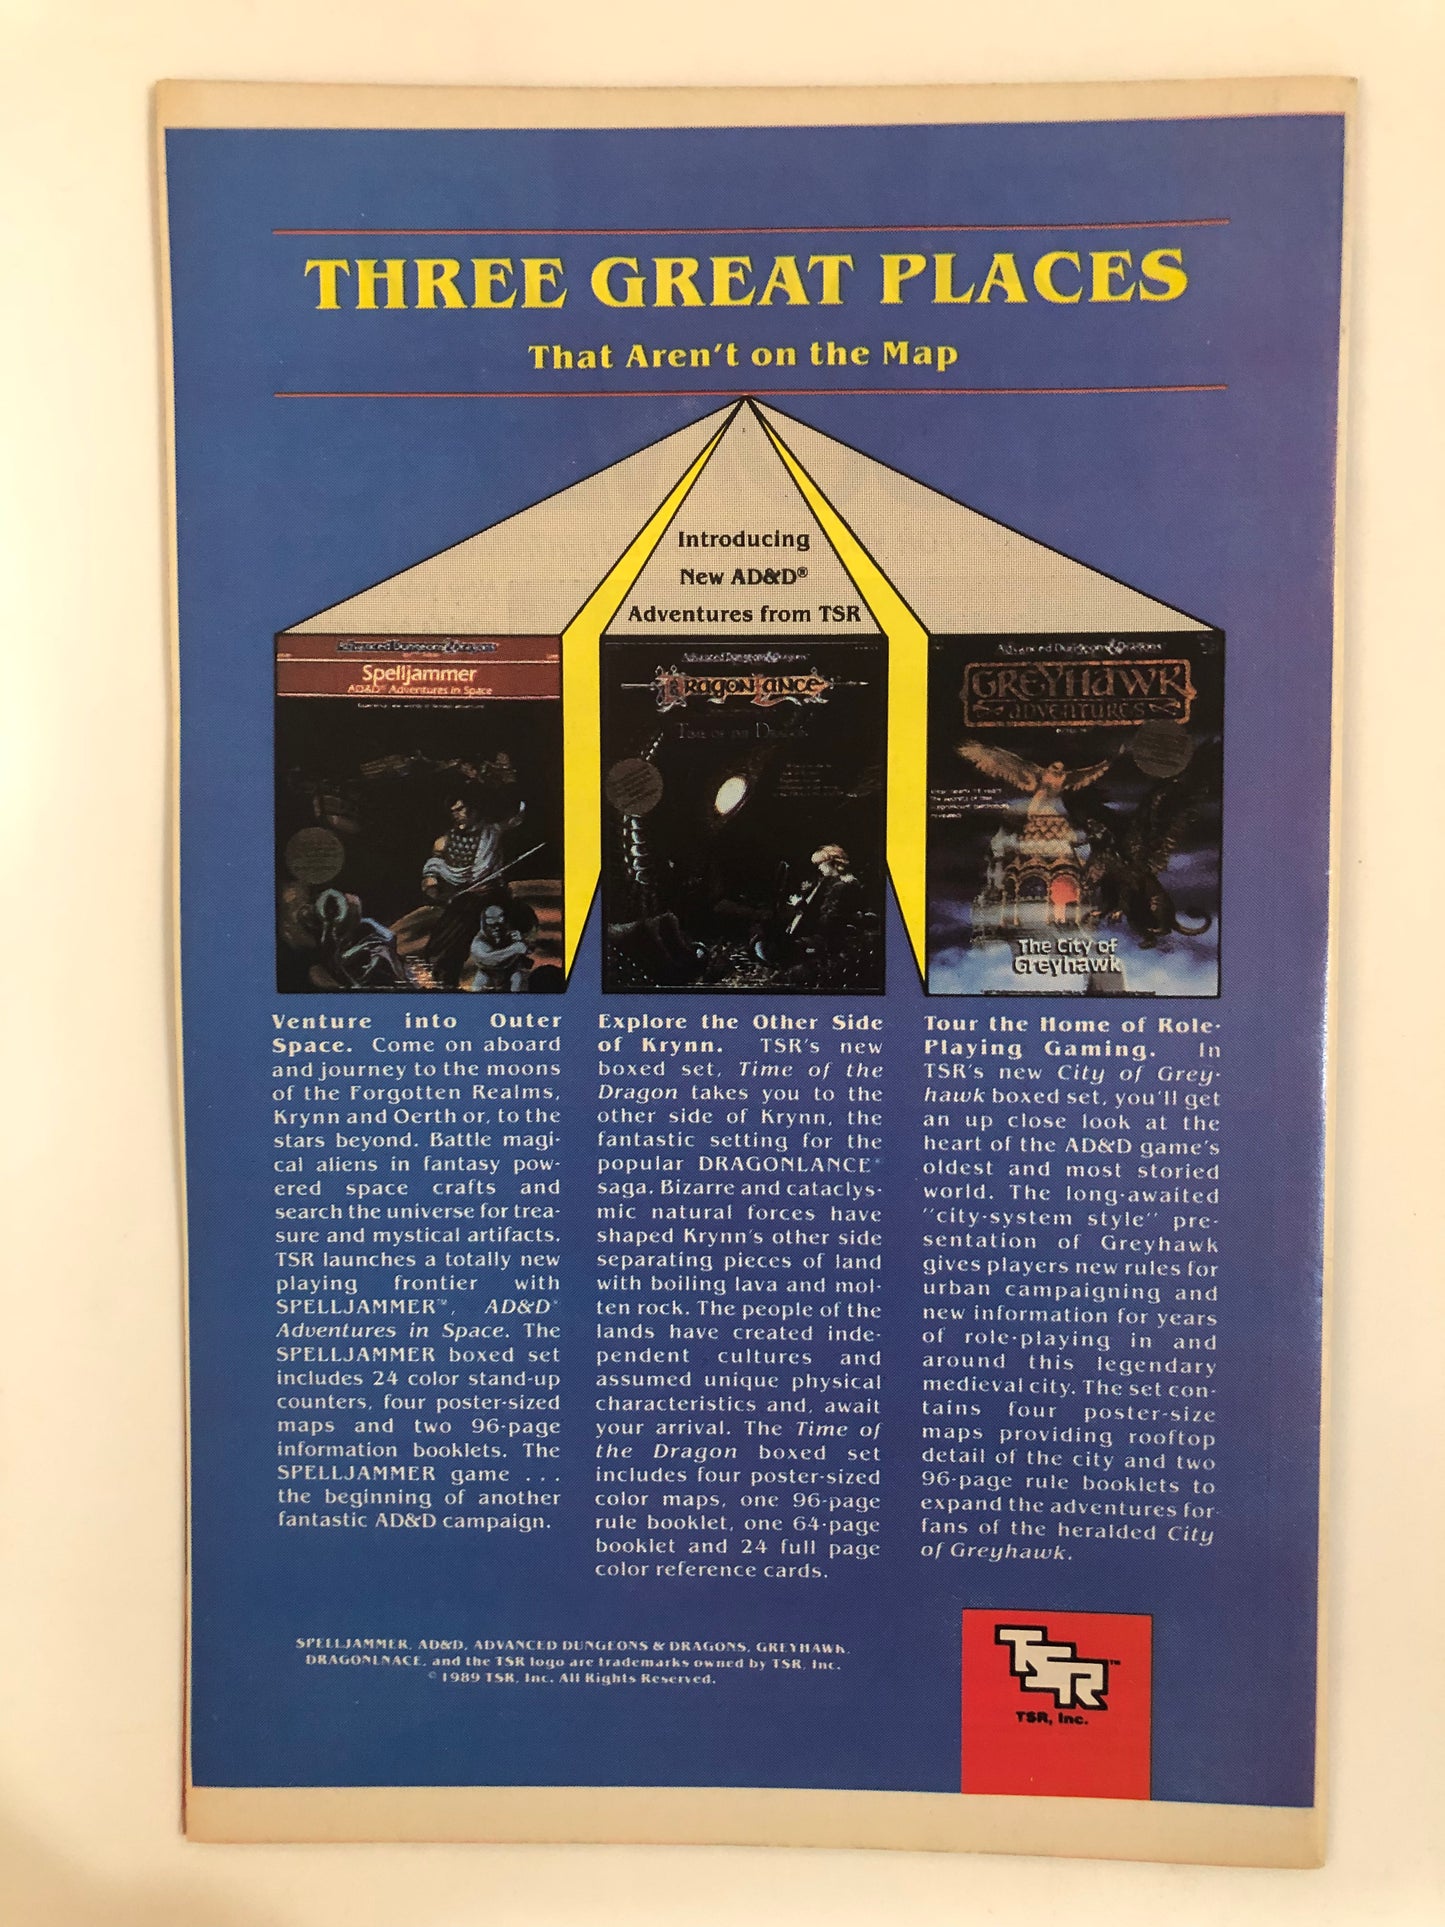 THREE GREAT PLACES
That Aren't on the Map
Introducing
New AD&D®
Adventures from TSR
Advanced Dungeons & Dragons
Spelljammer
AD&D™ Adventures in Space
Advanced Dungeons & Dragons
DRAGONLANCE
TIME OF THE DRAGON
Advanced Dungeons & Dragons
GREYHAWK
ADVENTURES
The City of
Greyhawk
Venture into Outer
Space. Come on aboard
and journey to the moons
of the Forgotten Realms,
Krynn and Oerth or, to the
stars beyond. Battle magi-
cal aliens in fantasy pow-
ered space crafts and
search the universe for trea-
sure and mystical artifacts.
TSR launches a totally new
playing frontier with
SPELLJAMMER™, AD&D®
Adventures in Space. The
SPELLJAMMER boxed set
includes 24 color stand-up
counters, four poster-sized
maps and two 96-page
information booklets. The
SPELLJAMMER game . . .
the beginning of another
fantastic AD&D campaign.
Explore the Other Side
of Krynn. TSR's new
boxed set, Time of the
Dragon takes you to the
other side of Krynn, the
fantastic setting for the
popular DRAGONLANCE®
saga. Bizarre and cataclys-
mic natural forces have
shaped Krynn's other side
separating pieces of land
with boiling lava and mol-
ten rock. The people of the
lands have created inde-
pendent cultures and
assumed unique physical
characteristics and, await
your arrival. The Time of
the Dragon boxed set
includes four poster-sized
color maps, one 96-page
rule booklet, one 64-page
booklet and 24 full page
color reference cards.
Tour the Home of Role-
Playing Gaming. In
TSR's new City of Grey-
hawk boxed set, you'll get
an up close look at the
heart of the AD&D game's
oldest and most storied
world. The long-awaited
"city-system style" pre-
sentation of Greyhawk
gives players new rules for
urban campaigning and
new information for years
of role-playing in and
around this legendary
medieval city. The set con-
tains four poster-size
maps providing rooftop
detail of the city and two
96-page rule booklets to
expand the adventures for
fans of the heralded City
of Greyhawk.
SPELLJAMMER, AD&D, ADVANCED DUNGEONS & DRAGONS, GREYHAWK,
DRAGONLNACE, and the TSR logo are trademarks owned by TSR, Inc.
© 1989 TSR, Inc. All Rights Reserved.
TSR™
TSR, Inc.